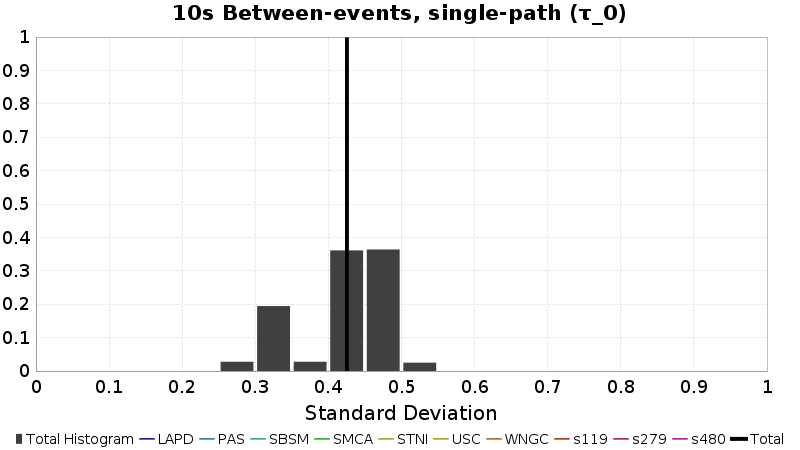 10s Between-events, single-path (τ_0)
1
0.9
0.8
0.7
0.6
0.5
0.4
0.3
0.2
0.1
0
0 0.1 0.2 0.3 0.4 0.5 0.6 0.7 0.8 0.9 1
Standard Deviation
Total Histogram LAPD PAS SBSM SMCA STNI USC WNGC s119 s279 s480 Total